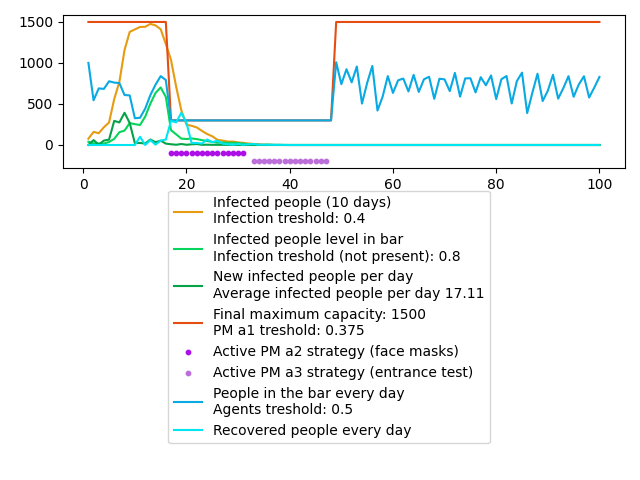 1500
1000
500
0
0
20
40
60
80
100
Infected people (10 days)
Infection treshold: 0.4
Infected people level in bar
Infection treshold (not present): 0.8
New infected people per day
Average infected people per day 17.11
Final maximum capacity: 1500
PM a1 treshold: 0.375
Active PM a2 strategy (face masks)
Active PM a3 strategy (entrance test)
People in the bar every day
Agents treshold: 0.5
Recovered people every day